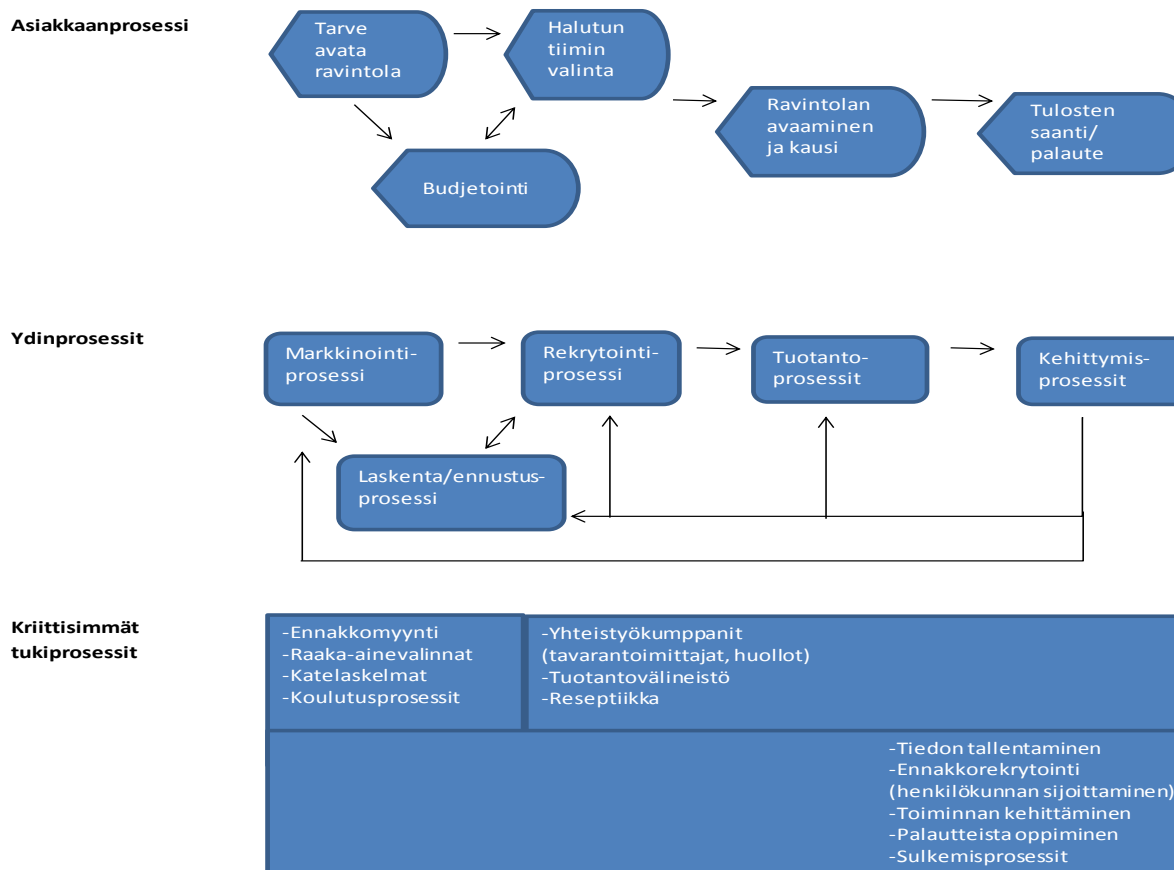 Asiakkaanprosessi
Tarve
avata
ravintola
Halutun
tiimin
valinta
Ravintolan
avaaminen
ja kausi
Tulosten
saanti/
palaute
Budjetointi
Ydinprosessit
Markkinointi-
prosessi
Rekrytointi-
prosessi
Tuotanto-
prosessit
Kehittymis-
prosessit
Laskenta/ennustus-
prosessi
Kriittisimmät
tukiprosessit
-Ennakkomyynti
-Raaka-ainevalinnat
-Katelaskelmat
-Koulutusprosessit
-Yhteistyökumppanit
(tavarantoimittajat, huollot)
-Tuotantovälineistö
-Reseptiikka
-Tiedon tallentaminen
-Ennakkorekrytointi
(henkilökunnan sijoittaminen)
-Toiminnan kehittäminen
-Palautteista oppiminen
-Sulkemisprosessit